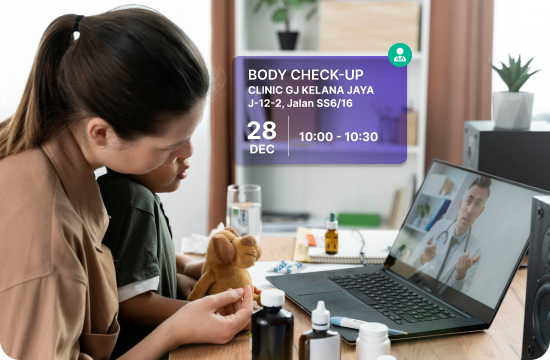 BODY CHECK-UP
CLINIC GJ KELANA JAYA
J-12-2, Jalan SS6/16
28
DEC
10:00 - 10:30